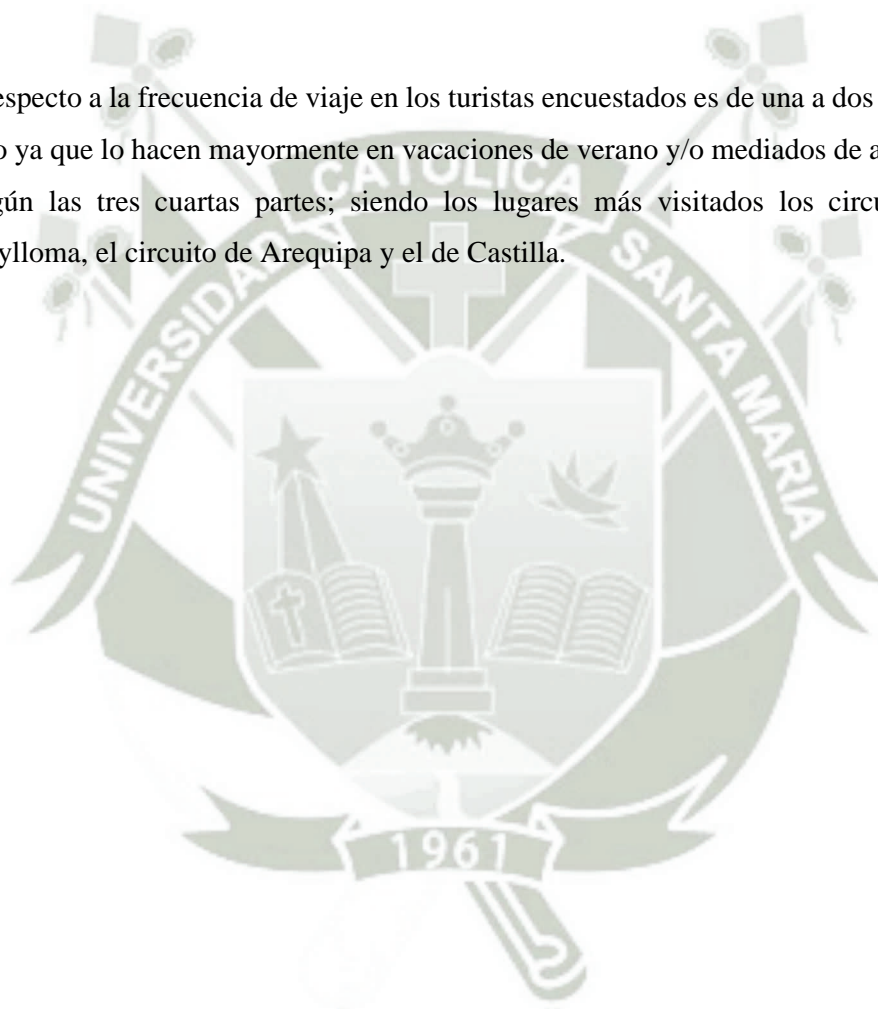 especto a la frecuencia de viaje en los turistas encuestados es de una a dos
o ya que lo hacen mayormente en vacaciones de verano y/o mediados de a
gún las tres cuartas partes; siendo los lugares más visitados los circu
ylloma, el circuito de Arequipa y el de Castilla.
UNIVERSIDAD CATOLICA SANTA MARIA
1961